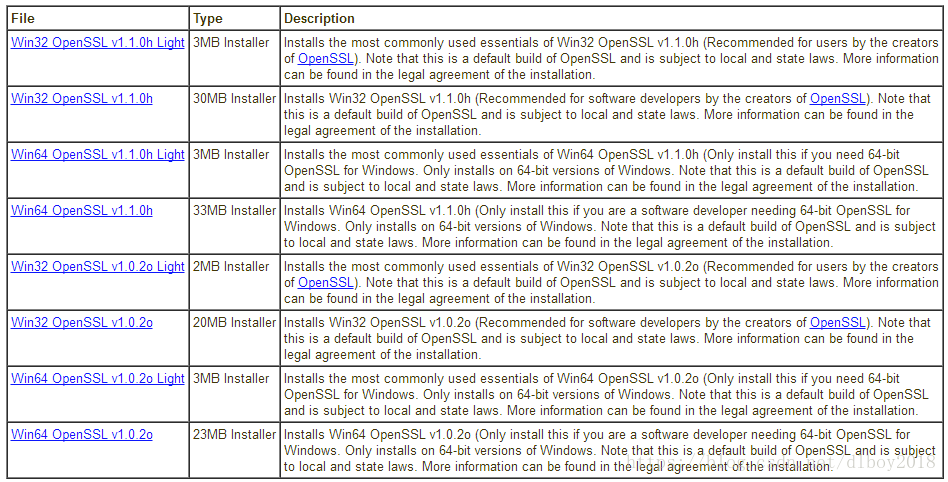 File Type Description
Win32 OpenSSL v1.1.0h Light 3MB Installer Installs the most commonly used essentials of Win32 OpenSSL v1.1.0h (Recommended for users by the creators
of OpenSSL). Note that this is a default build of OpenSSL and is subject to local and state laws. More information
can be found in the legal agreement of the installation.
Win32 OpenSSL v1.1.0h 30MB Installer Installs Win32 OpenSSL v1.1.0h (Recommended for software developers by the creators of OpenSSL). Note that
this is a default build of OpenSSL and is subject to local and state laws. More information can be found in the
legal agreement of the installation.
Win64 OpenSSL v1.1.0h Light 3MB Installer Installs the most commonly used essentials of Win64 OpenSSL v1.1.0h (Only install this if you need 64-bit
OpenSSL for Windows. Only installs on 64-bit versions of Windows. Note that this is a default build of OpenSSL
and is subject to local and state laws. More information can be found in the legal agreement of the installation.
Win64 OpenSSL v1.1.0h 33MB Installer Installs Win64 OpenSSL v1.1.0h (Only install this if you are a software developer needing 64-bit OpenSSL for
Windows. Only installs on 64-bit versions of Windows. Note that this is a default build of OpenSSL and is subject
to local and state laws. More information can be found in the legal agreement of the installation.
Win32 OpenSSL v1.0.2o Light 2MB Installer Installs the most commonly used essentials of Win32 OpenSSL v1.0.2o (Recommended for users by the creators
of OpenSSL). Note that this is a default build of OpenSSL and is subject to local and state laws. More information
can be found in the legal agreement of the installation.
Win32 OpenSSL v1.0.2o 20MB Installer Installs Win32 OpenSSL v1.0.2o (Recommended for software developers by the creators of OpenSSL). Note that
this is a default build of OpenSSL and is subject to local and state laws. More information can be found in the
legal agreement of the installation.
Win64 OpenSSL v1.0.2o Light 3MB Installer Installs the most commonly used essentials of Win64 OpenSSL v1.0.2o (Only install this if you need 64-bit
OpenSSL for Windows. Only installs on 64-bit versions of Windows. Note that this is a default build of OpenSSL
and is subject to local and state laws. More information can be found in the legal agreement of the installation.
Win64 OpenSSL v1.0.2o 23MB Installer Installs Win64 OpenSSL v1.0.2o (Only install this if you are a software developer needing 64-bit OpenSSL for
Windows. Only installs on 64-bit versions of Windows. Note that this is a default build of OpenSSL and is subject
to local and state laws. More information can be found in the legal agreement of the installation.
https://blog.csdn.net/dlboy2018